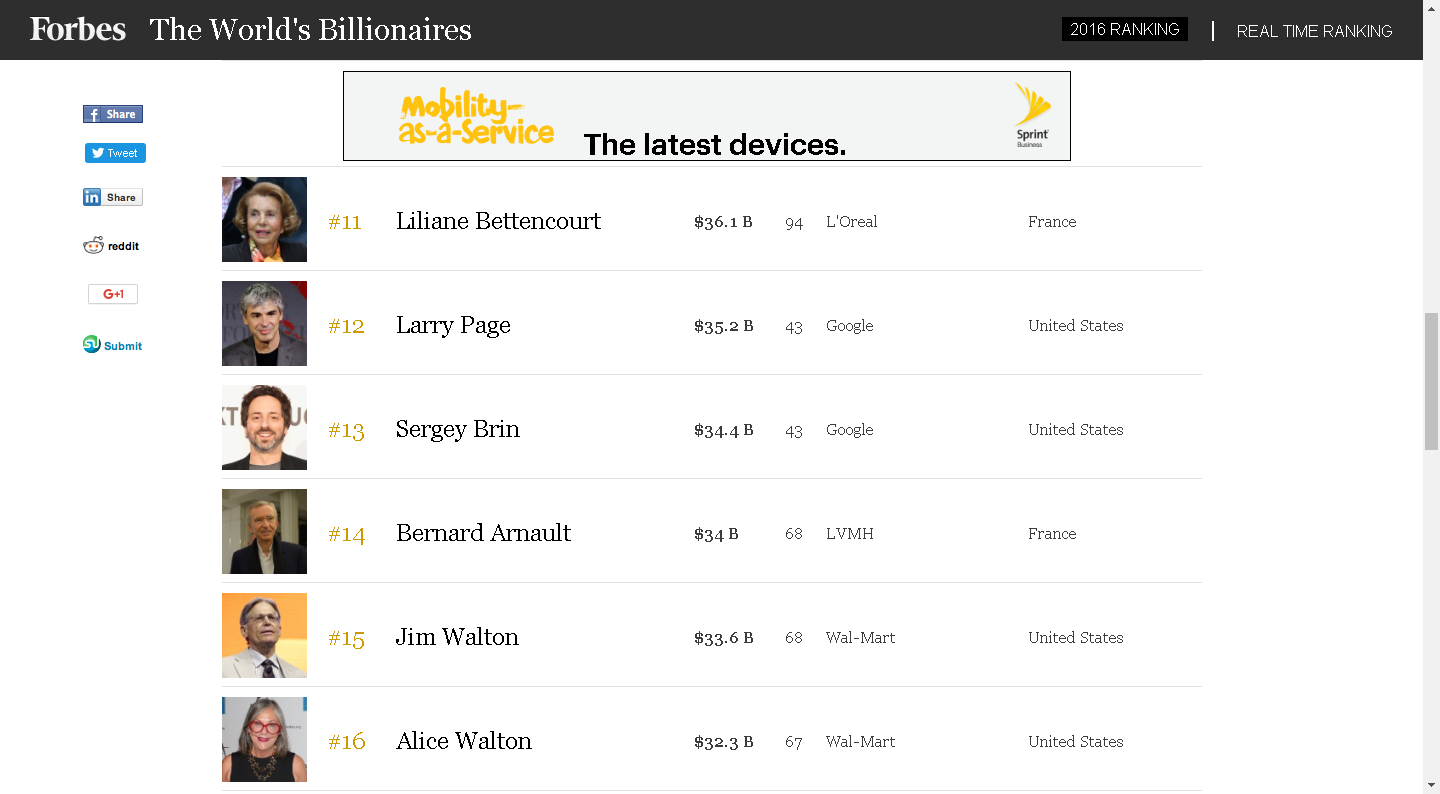 Forbes The World's Billionaires 2016 RANKING | REAL TIME RANKING
Mobility-
as-a-Service
The latest devices.
Sprint
Business
Share
Tweet
in Share
reddit
G+1
Submit
#11 Liliane Bettencourt $36.1 B 94 L'Oreal France
#12 Larry Page $35.2 B 43 Google United States
#13 Sergey Brin $34.4 B 43 Google United States
#14 Bernard Arnault $34 B 68 LVMH France
#15 Jim Walton $33.6 B 68 Wal-Mart United States
#16 Alice Walton $32.3 B 67 Wal-Mart United States